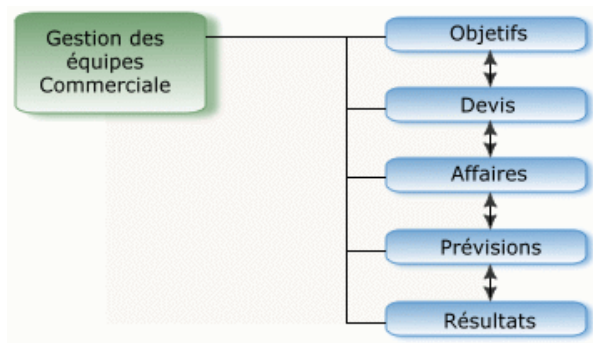 Gestion des
équipes
Commerciale
Objetifs
Devis
Affaires
Prévisions
Résultats